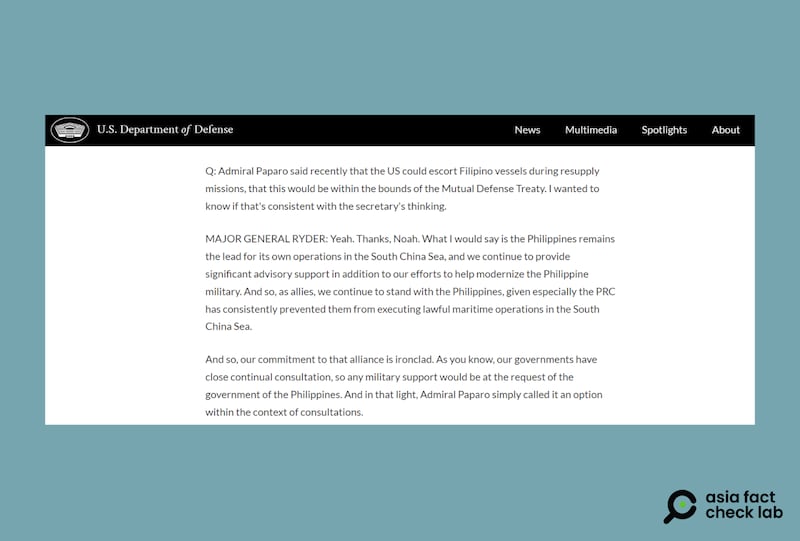 U.S. Department of Defense
News Multimedia Spotlights About
Q: Admiral Paparo said recently that the US could escort Filipino vessels during resupply
missions, that this would be within the bounds of the Mutual Defense Treaty. I wanted to
know if that's consistent with the secretary's thinking.
MAJOR GENERAL RYDER: Yeah. Thanks, Noah. What I would say is the Philippines remains
the lead for its own operations in the South China Sea, and we continue to provide
significant advisory support in addition to our efforts to help modernize the Philippine
military. And so, as allies, we continue to stand with the Philippines, given especially the PRC
has consistently prevented them from executing lawful maritime operations in the South
China Sea.
And so, our commitment to that alliance is ironclad. As you know, our governments have
close continual consultation, so any military support would be at the request of the
government of the Philippines. And in that light, Admiral Paparo simply called it an option
within the context of consultations.
asia fact
check lab